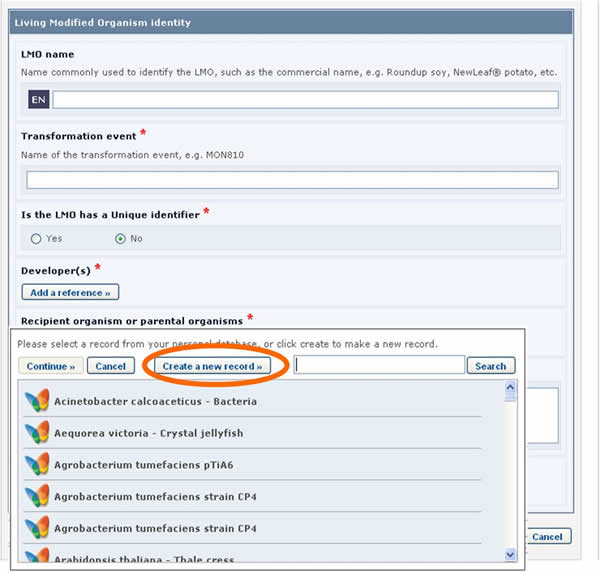 Living Modified Organism identity
LMO name
Name commonly used to identify the LMO, such as the commercial name, e.g. Roundup soy, NewLeaf® potato, etc.
EN
Transformation event *
Name of the transformation event, e.g. MON810
Is the LMO has a Unique identifier *
Yes No
Developer(s) *
Add a reference »
Recipient organism or parental organisms *
Please select a record from your personal database, or click create to make a new record.
Continue » Cancel Create a new record » Search
Acinetobacter calcoaceticus - Bacteria
Aequorea victoria - Crystal jellyfish
Agrobacterium tumefaciens pTiA6
Agrobacterium tumefaciens strain CP4
Agrobacterium tumefaciens strain CP4
Cancel
Arabidopsis thaliana - Thale cress